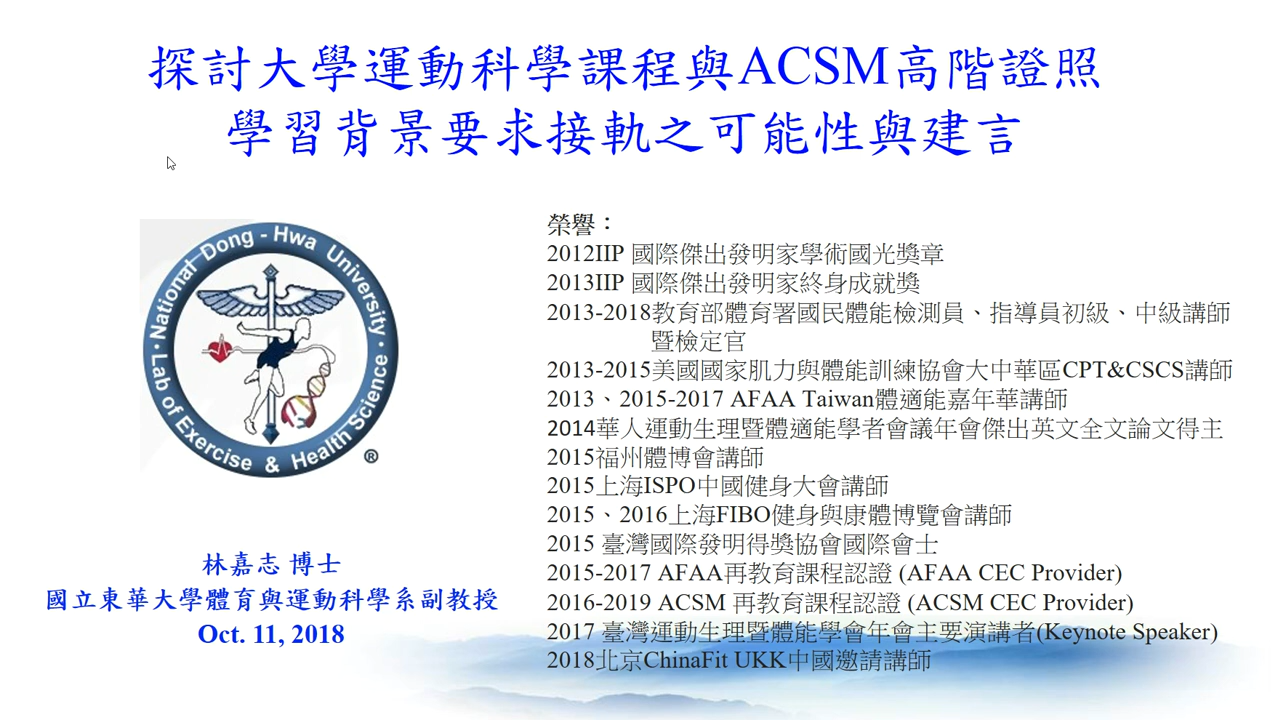 探討大學運動科學課程與ACSM高階證照
學習背景要求接軌之可能性與建言
National Dong - Hwa University
Lab of Exercise & Health Science
®
林嘉志 博士
國立東華大學體育與運動科學系副教授
Oct. 11, 2018
榮譽：
2012IIP 國際傑出發明家學術國光獎章
2013IIP 國際傑出發明家終身成就獎
2013-2018教育部體育署國民體能檢測員、指導員初級、中級講師
暨檢定官
2013-2015美國國家肌力與體能訓練協會大中華區CPT&CSCS講師
2013、2015-2017 AFAA Taiwan體適能嘉年華講師
2014華人運動生理暨體適能學者會議年會傑出英文全文論文得主
2015福州體博會講師
2015上海ISPO中國健身大會講師
2015、2016上海FIBO健身與康體博覽會講師
2015 臺灣國際發明得獎協會國際會士
2015-2017 AFAA再教育課程認證 (AFAA CEC Provider)
2016-2019 ACSM 再教育課程認證 (ACSM CEC Provider)
2017 臺灣運動生理暨體能學會年會主要演講者(Keynote Speaker)
2018北京ChinaFit UKK中國邀請講師